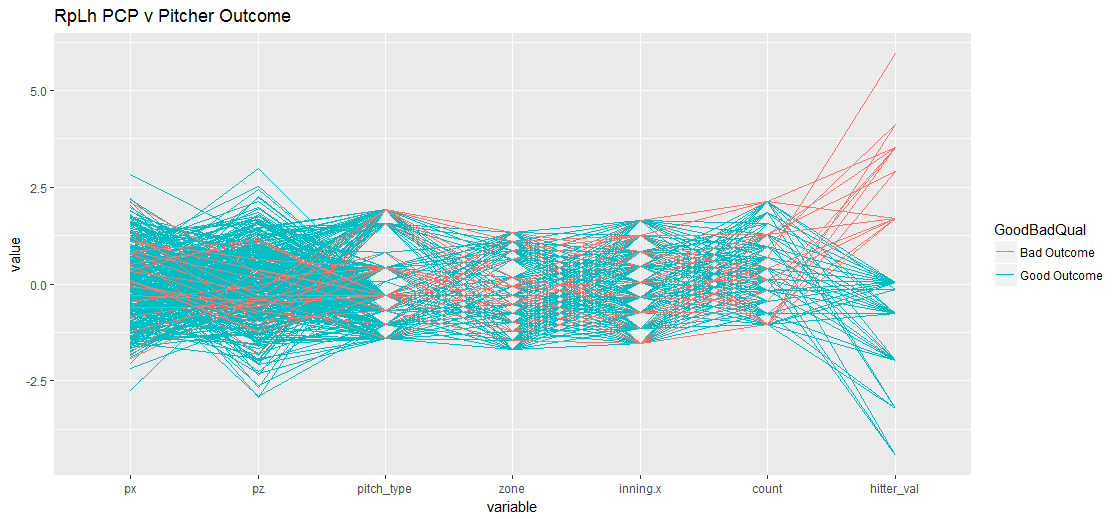 RpLh PCP v Pitcher Outcome
value
5.0
2.5
0.0
-2.5
px pz pitch_type zone inning.x count hitter_val
variable
GoodBadQual
Bad Outcome
Good Outcome